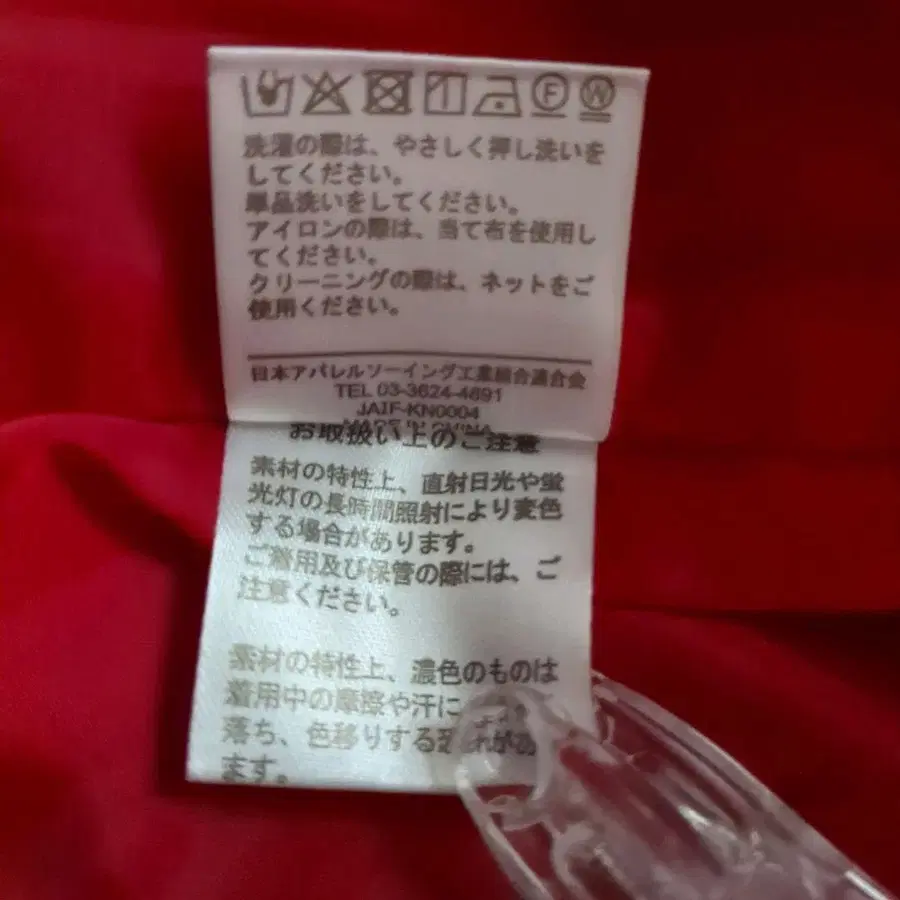 洗濯の際は、やさしく押し洗いを
してください。
単品洗いをしてください。
アイロンの際は、当て布を使用し
てください。
クリーニングの際は、ネットをご
使用ください。
日本アパレルソーイング工業組合連合会
TEL 03-3624-4691
JAIF-KN0004
MADE IN CHINA
お取扱い上のご注意
素材の特性上、直射日光や蛍
光灯の長時間照射により変色
する場合があります。
ご着用及び保管の際には、ご
注意ください。
素材の特性上、濃色のものは
着用中の摩擦や汗に
落ち、色移りする恐れがあ
ます。